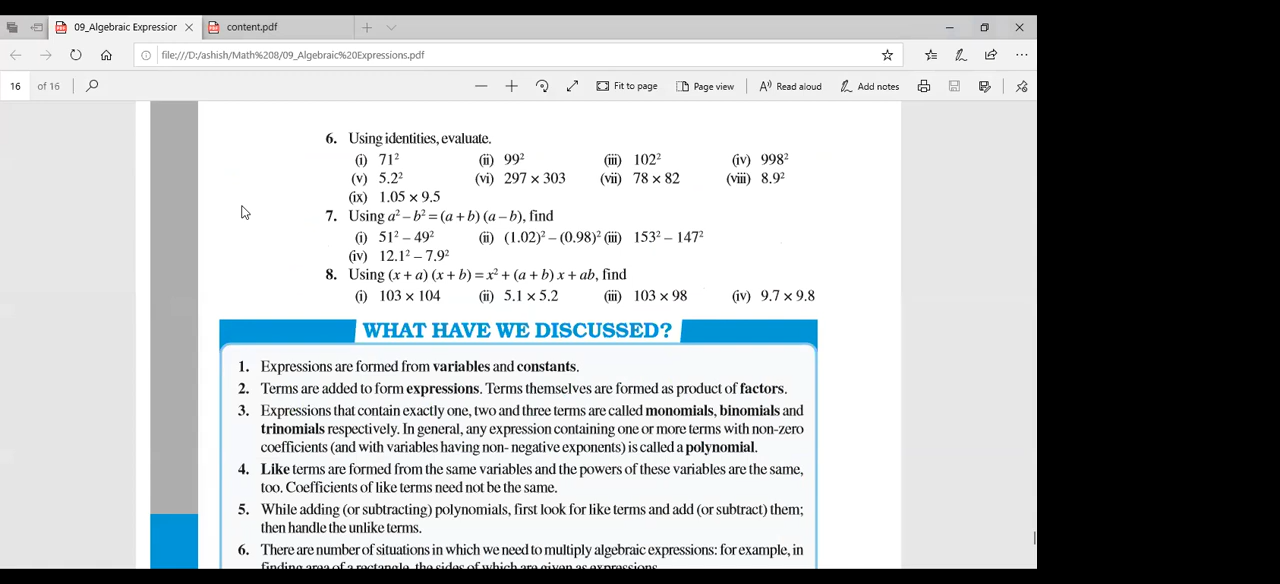 09_Algebraic Expression
content.pdf
file:///D:/ashish/Math%208/09_Algebraic%20Expressions.pdf
16 of 16 Fit to page Page view Read aloud Add notes
6. Using identities, evaluate.
(i) 71² (ii) 99² (iii) 102² (iv) 998²
(v) 5.2² (vi) 297 × 303 (vii) 78 × 82 (viii) 8.9²
(ix) 1.05 × 9.5
7. Using a² – b² = (a + b) (a – b), find
(i) 51² – 49² (ii) (1.02)² – (0.98)² (iii) 153² – 147²
(iv) 12.1² – 7.9²
8. Using (x + a) (x + b) = x² + (a + b) x + ab, find
(i) 103 × 104 (ii) 5.1 × 5.2 (iii) 103 × 98 (iv) 9.7 × 9.8
WHAT HAVE WE DISCUSSED?
1. Expressions are formed from variables and constants.
2. Terms are added to form expressions. Terms themselves are formed as product of factors.
3. Expressions that contain exactly one, two and three terms are called monomials, binomials and
trinomials respectively. In general, any expression containing one or more terms with non-zero
coefficients (and with variables having non- negative exponents) is called a polynomial.
4. Like terms are formed from the same variables and the powers of these variables are the same,
too. Coefficients of like terms need not be the same.
5. While adding (or subtracting) polynomials, first look for like terms and add (or subtract) them;
then handle the unlike terms.
6. There are number of situations in which we need to multiply algebraic expressions: for example, in
finding area of a rectangle, the sides of which are given as expressions.